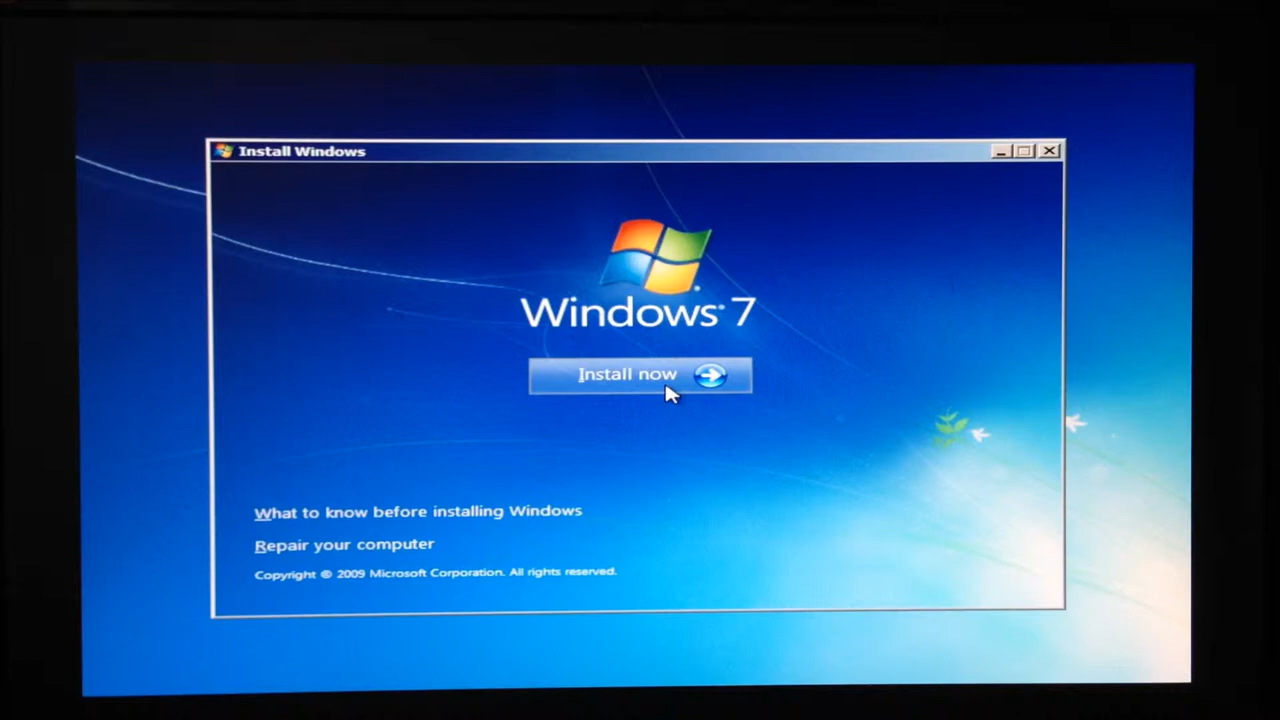 Install Windows
Windows® 7
Install now
What to know before installing Windows
Repair your computer
Copyright © 2009 Microsoft Corporation. All rights reserved.